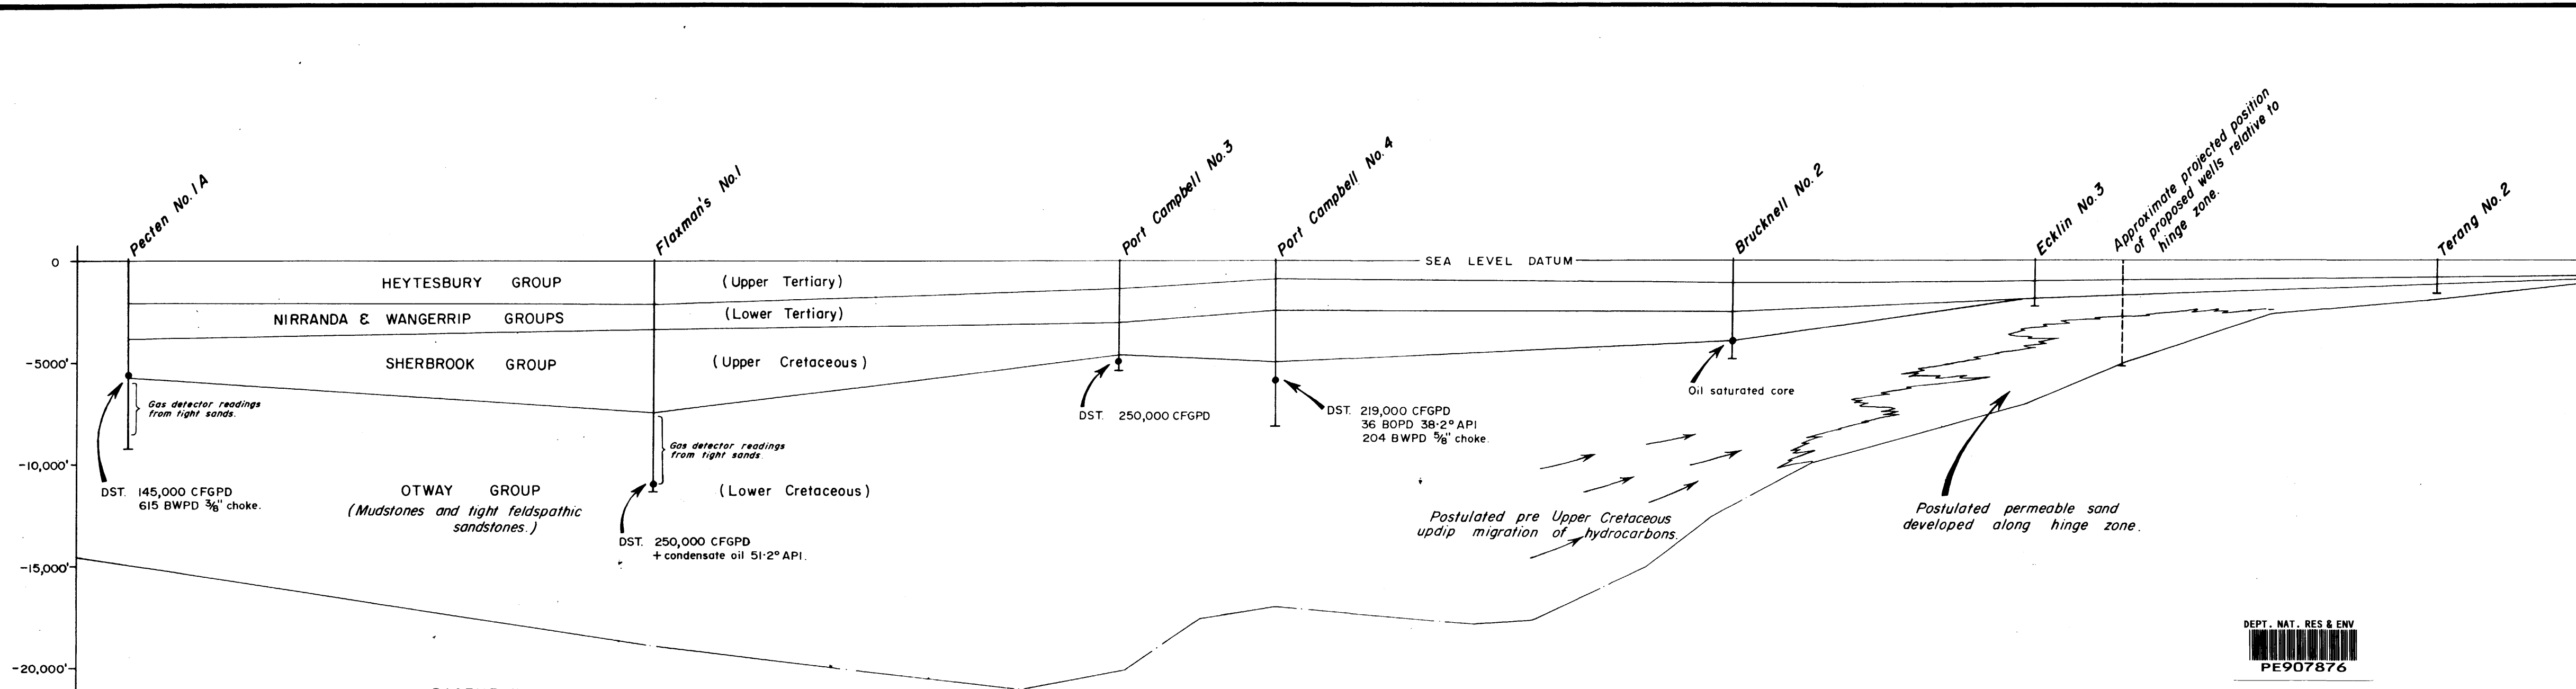 Pecten No. 1A
Flaxman's No. 1
Port Campbell No. 3
Port Campbell No. 4
Brucknell No. 2
Ecklin No. 3
Approximate projected position
of proposed wells relative to
hinge zone.
Terang No. 2
0
SEA LEVEL DATUM
HEYTESBURY GROUP
(Upper Tertiary)
NIRRANDA & WANGERRIP GROUPS
(Lower Tertiary)
-5000'
SHERBROOK GROUP
(Upper Cretaceous)
Gas detector readings
from tight sands.
DST. 250,000 CFGPD
DST. 219,000 CFGPD
36 BOPD 38·2° API
204 BWPD 5/8" choke.
Oil saturated core
Gas detector readings
from tight sands.
-10,000'
DST. 145,000 CFGPD
615 BWPD 3/8" choke.
OTWAY GROUP
(Lower Cretaceous)
(Mudstones and tight feldspathic
sandstones.)
DST. 250,000 CFGPD
+ condensate oil 51·2° API.
Postulated pre Upper Cretaceous
updip migration of hydrocarbons.
Postulated permeable sand
developed along hinge zone.
-15,000'
-20,000'
DEPT. NAT. RES & ENV
PE907876